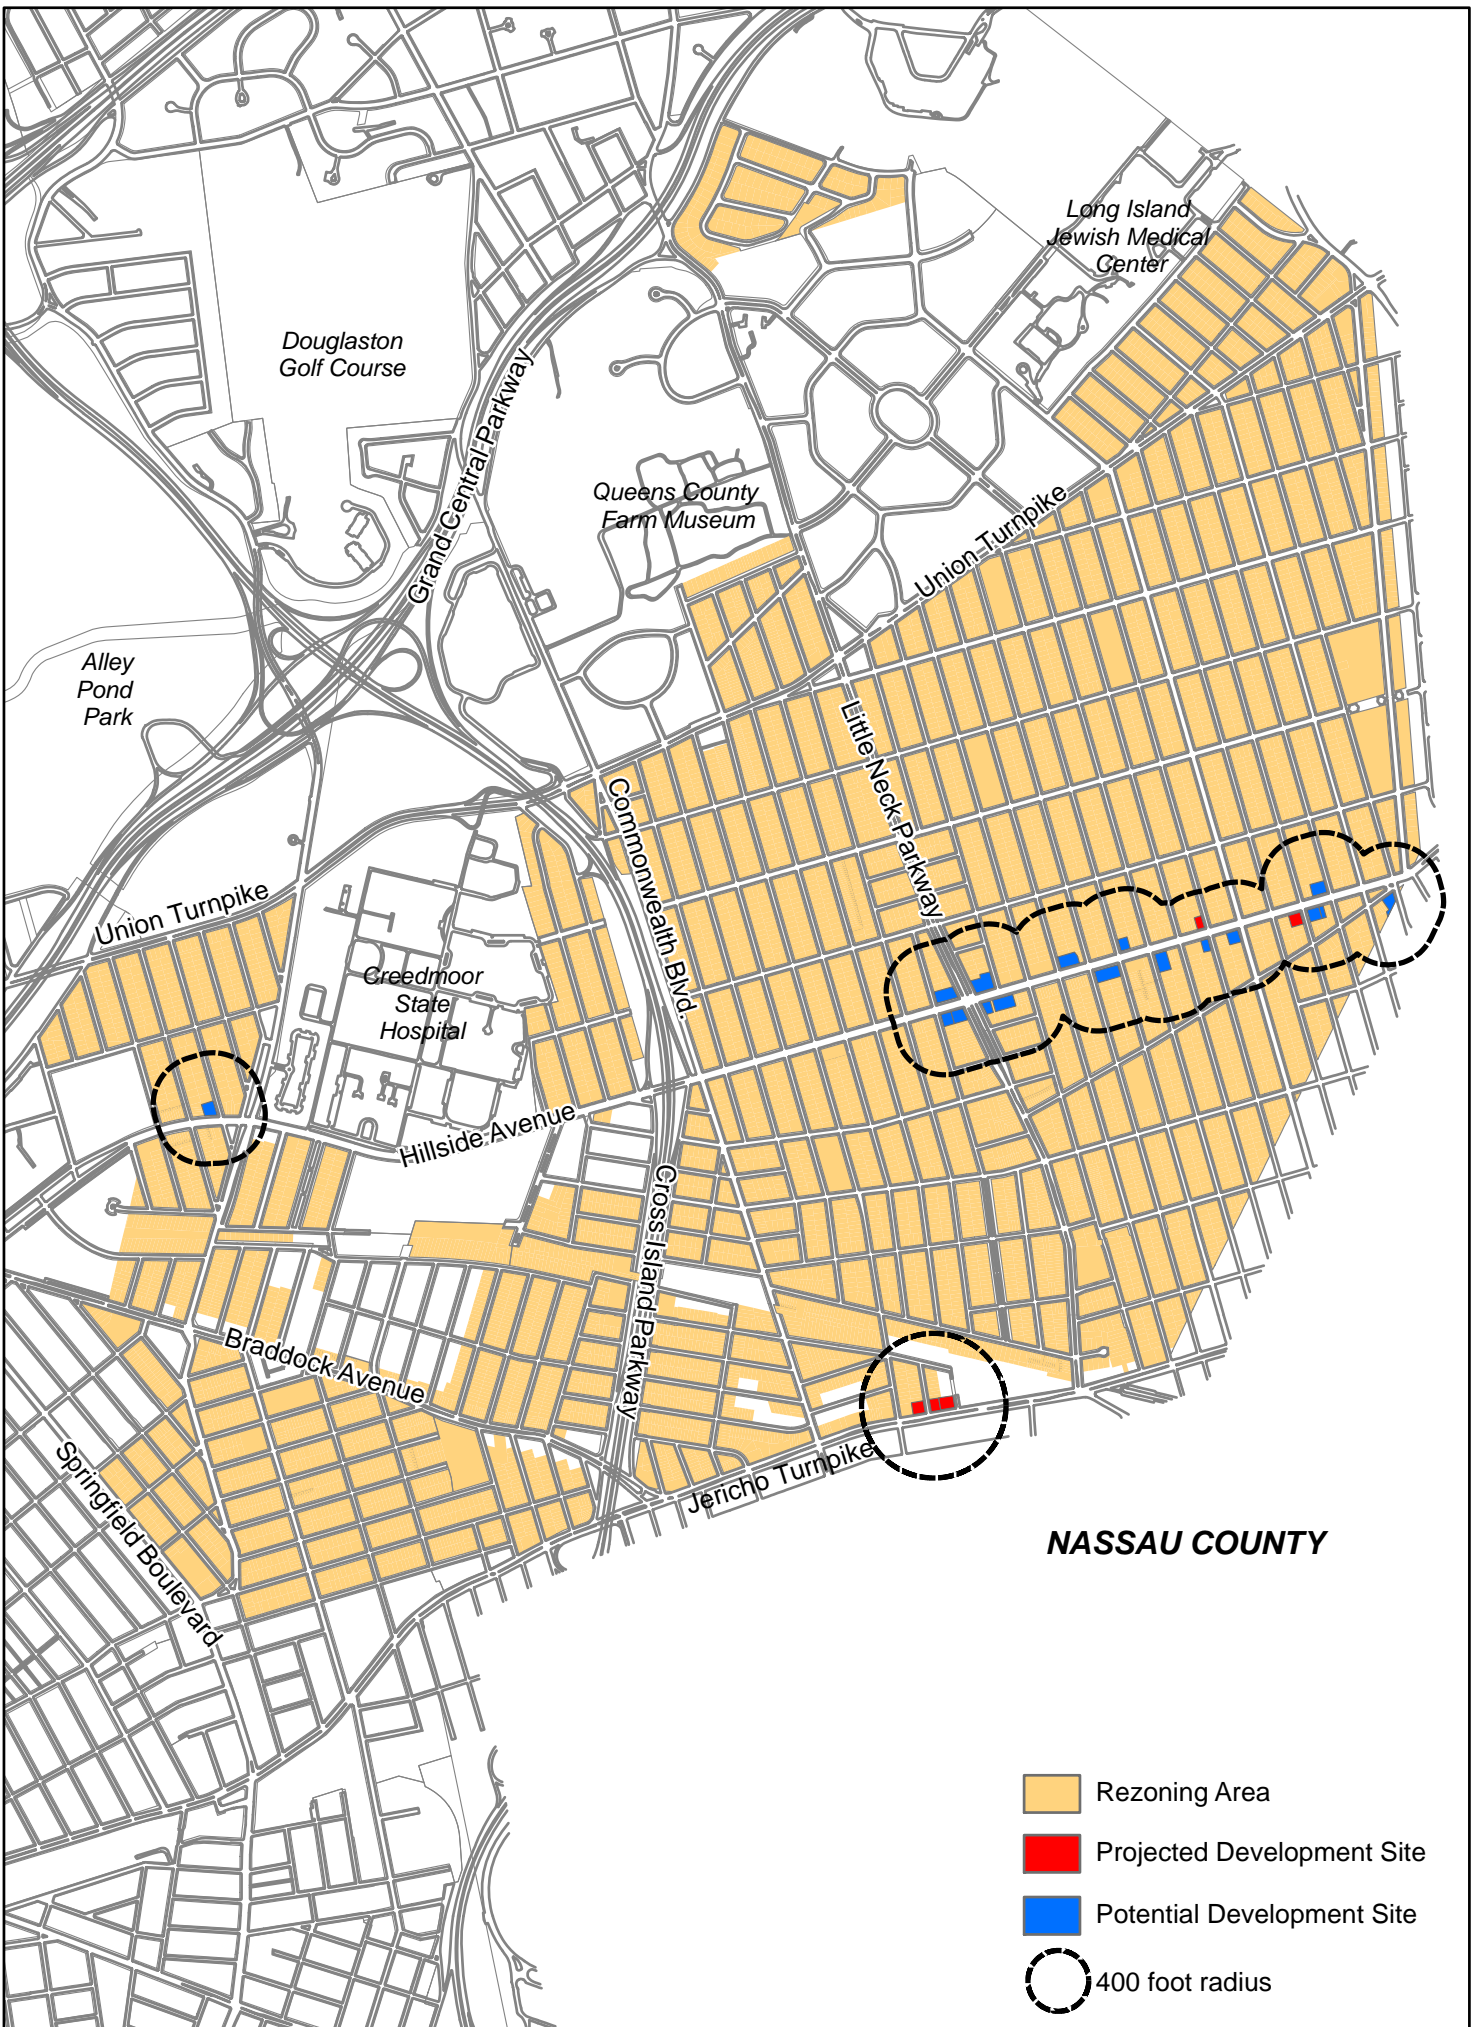 Long Island
Jewish Medical
Center
Douglaston
Golf Course
Grand Central Parkway
Queens County
Farm Museum
Union Turnpike
Alley
Pond
Park
Little Neck Parkway
Commonwealth Blvd.
Union Turnpike
Creedmoor
State
Hospital
Hillside Avenue
Cross Island Parkway
Braddock Avenue
Springfield Boulevard
Jericho Turnpike
NASSAU COUNTY
Rezoning Area
Projected Development Site
Potential Development Site
400 foot radius